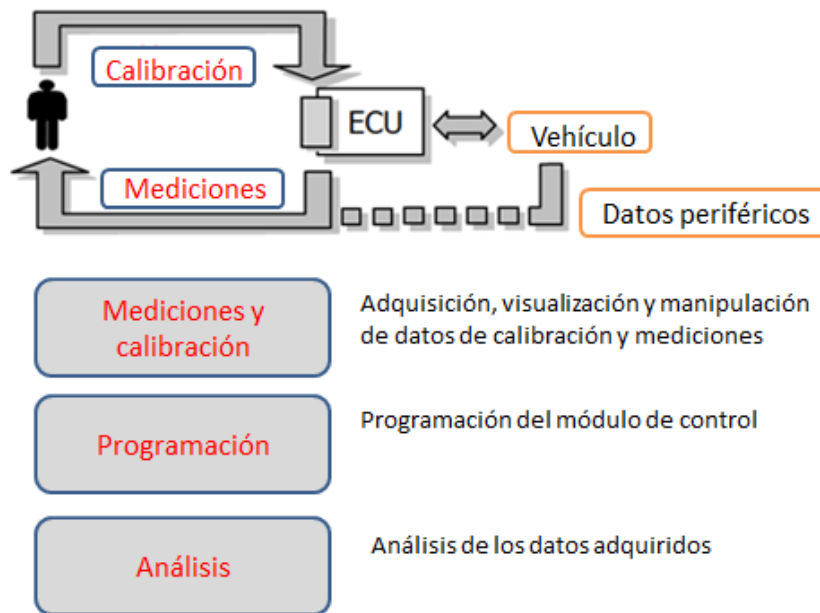 Calibración
ECU
Vehículo
Mediciones
Datos periféricos
Mediciones y
calibración
Adquisición, visualización y manipulación
de datos de calibración y mediciones
Programación
Programación del módulo de control
Análisis
Análisis de los datos adquiridos